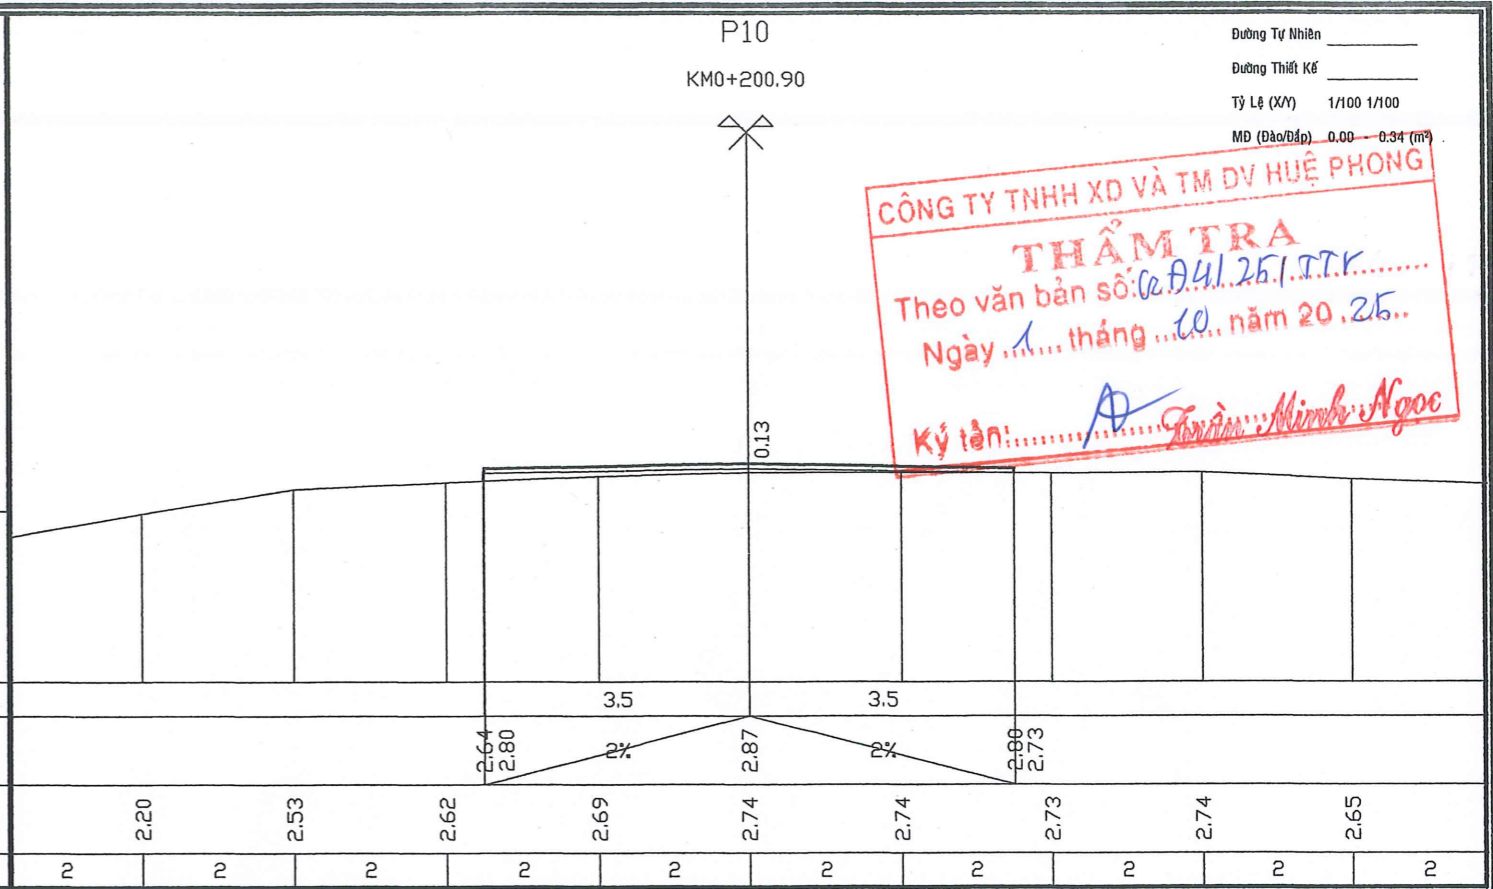 P10
KM0+200.90
Đường Tự Nhiên
Đường Thiết Kế
Tỷ Lệ (X/Y) 1/100 1/100
MĐ (Đào/Đắp) 0.00 - 0.34 (m²)
CÔNG TY TNHH XD VÀ TM DV HUỆ PHONG
THẨM TRA
Theo văn bản số: 25/TTr
Ngày 1 tháng 10 năm 2025
Ký tên: Trần Minh Ngọc
0.13
3.5 3.5
2.64 2.80 2% 2.87 2% 2.80 2.73
2.20 2.53 2.62 2.69 2.74 2.74 2.73 2.74 2.65
2 2 2 2 2 2 2 2 2 2